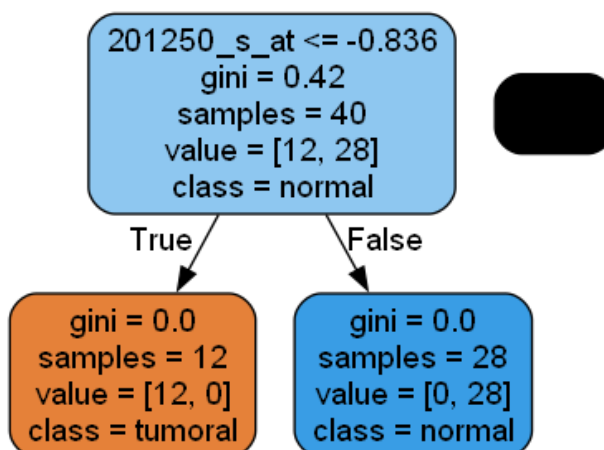 201250_s_at <= -0.836
gini = 0.42
samples = 40
value = [12, 28]
class = normal
True
False
gini = 0.0
samples = 12
value = [12, 0]
class = tumoral
gini = 0.0
samples = 28
value = [0, 28]
class = normal